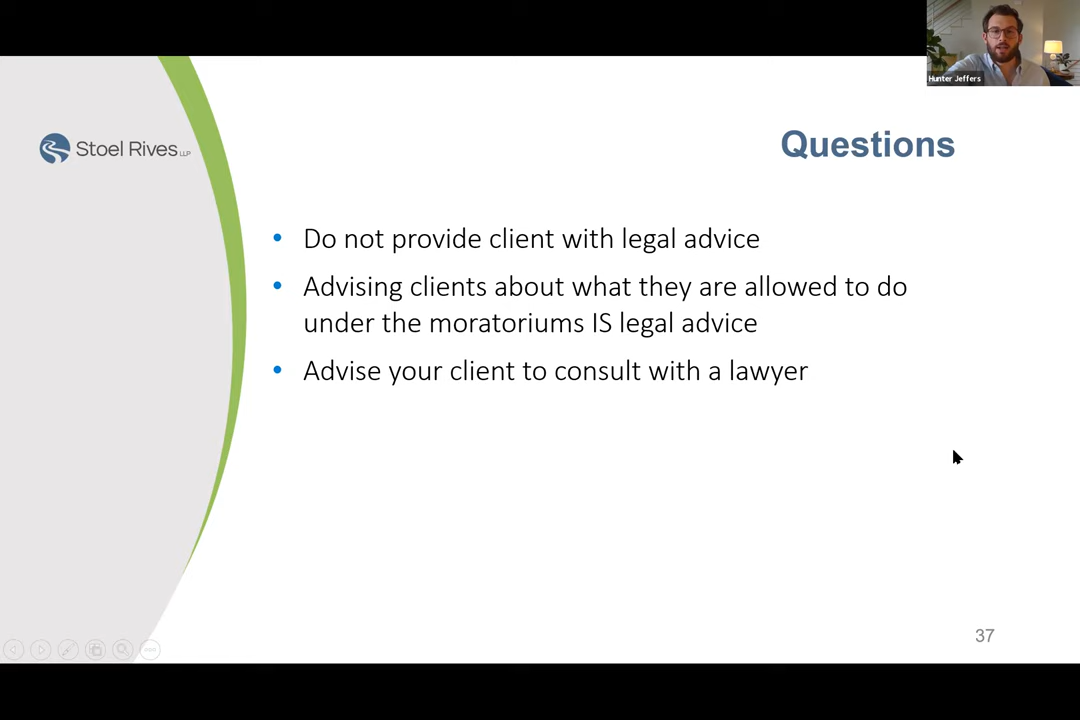 Hunter Jeffers
Stoel Rives LLP
Questions
• Do not provide client with legal advice
• Advising clients about what they are allowed to do
under the moratoriums IS legal advice
• Advise your client to consult with a lawyer
37